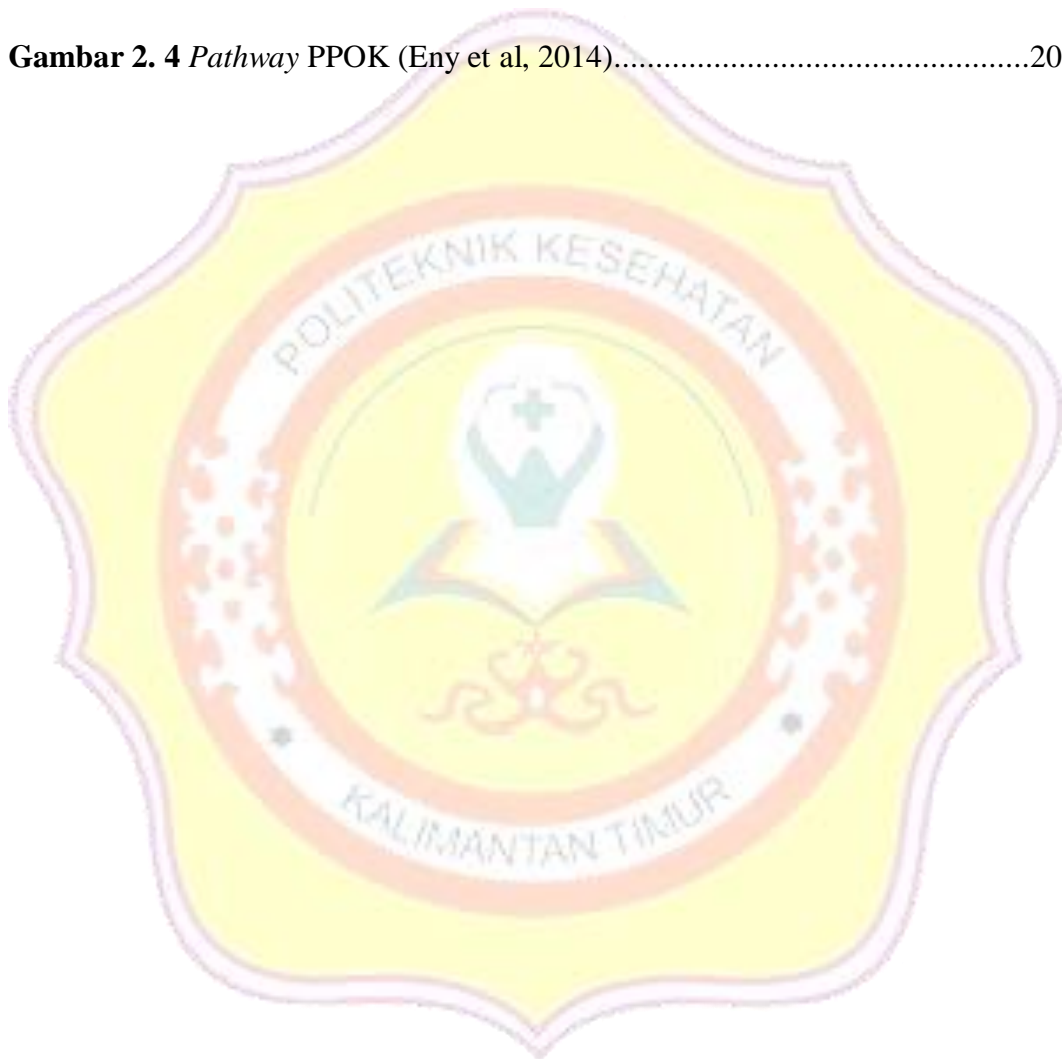 Gambar 2. 4 Pathway PPOK (Eny et al, 2014)....................................................20
POLITEKNIK KESEHATAN
KALIMANTAN TIMUR